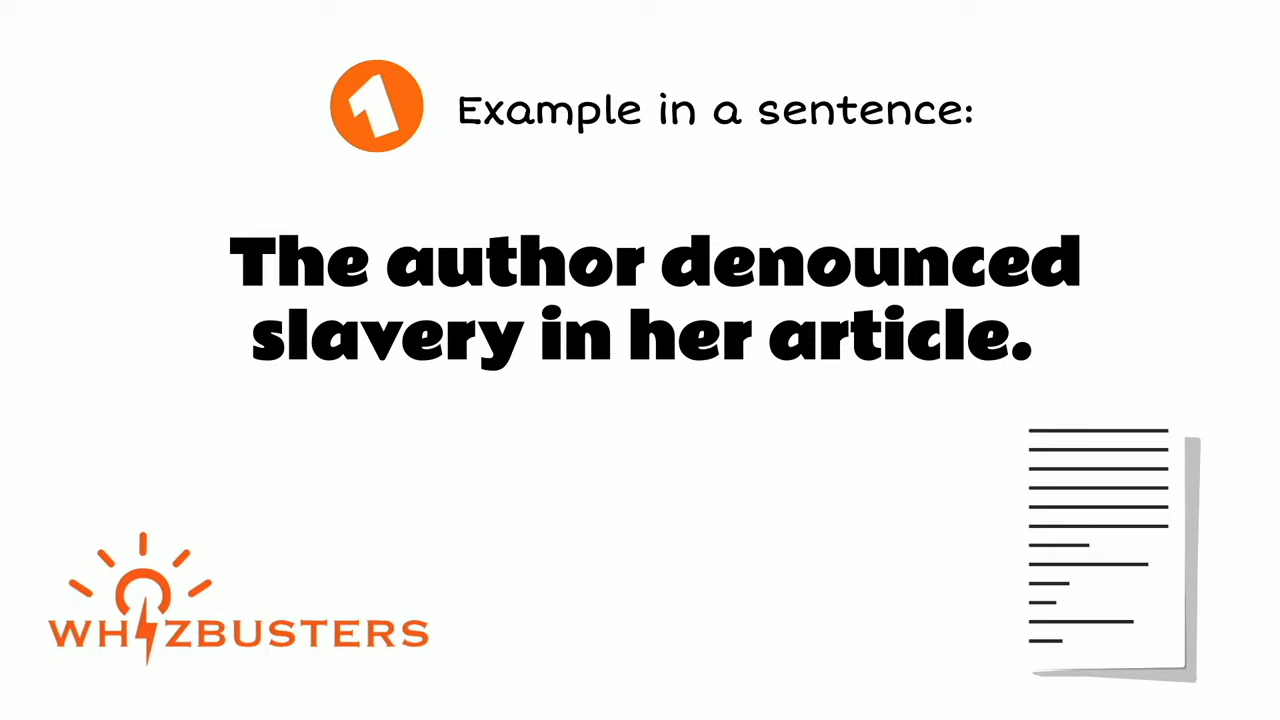 1 Example in a sentence:
The author denounced
slavery in her article.
WHIZBUSTERS